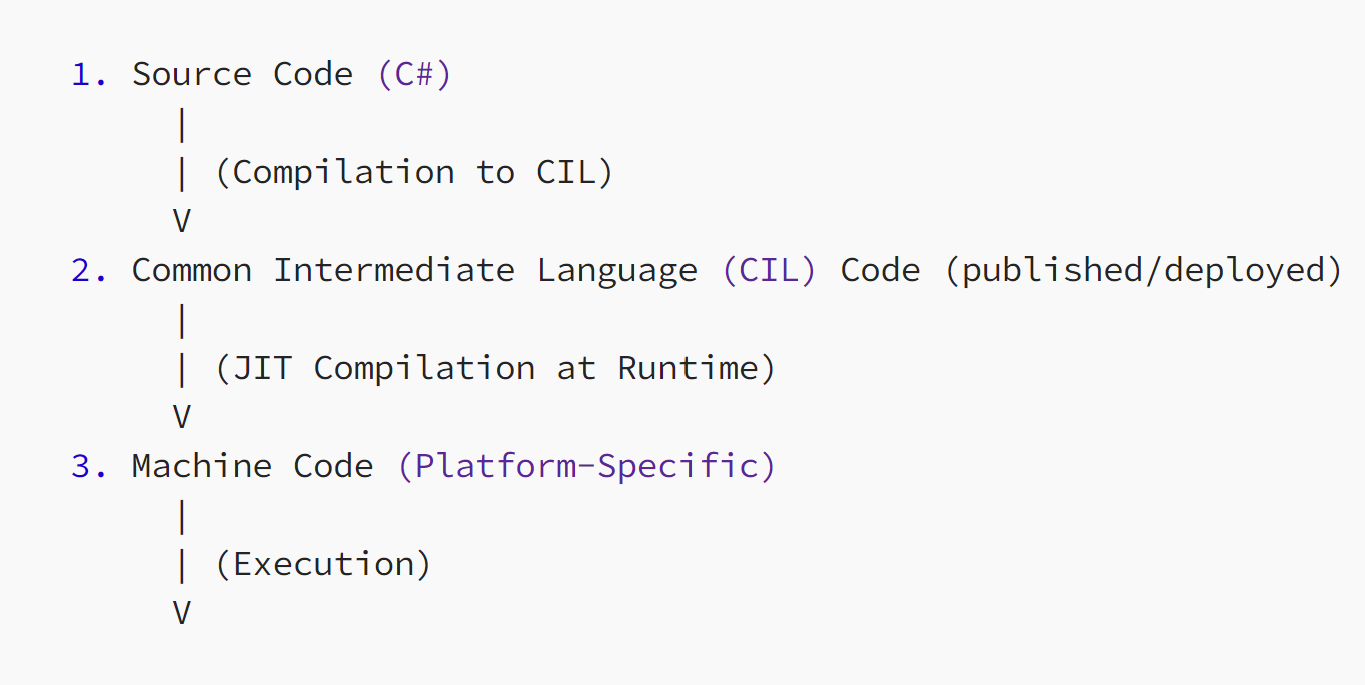 1. Source Code (C#)
|
| (Compilation to CIL)
V
2. Common Intermediate Language (CIL) Code (published/deployed)
|
| (JIT Compilation at Runtime)
V
3. Machine Code (Platform-Specific)
|
| (Execution)
V